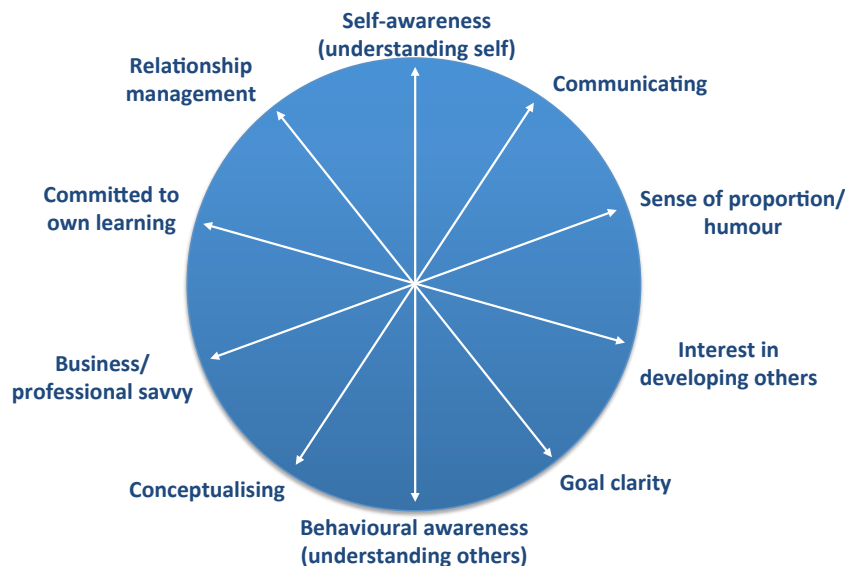 Self-awareness
(understanding self)
Communicating
Sense of proportion/
humour
Interest in
developing others
Goal clarity
Behavioural awareness
(understanding others)
Conceptualising
Business/
professional savvy
Committed to
own learning
Relationship
management